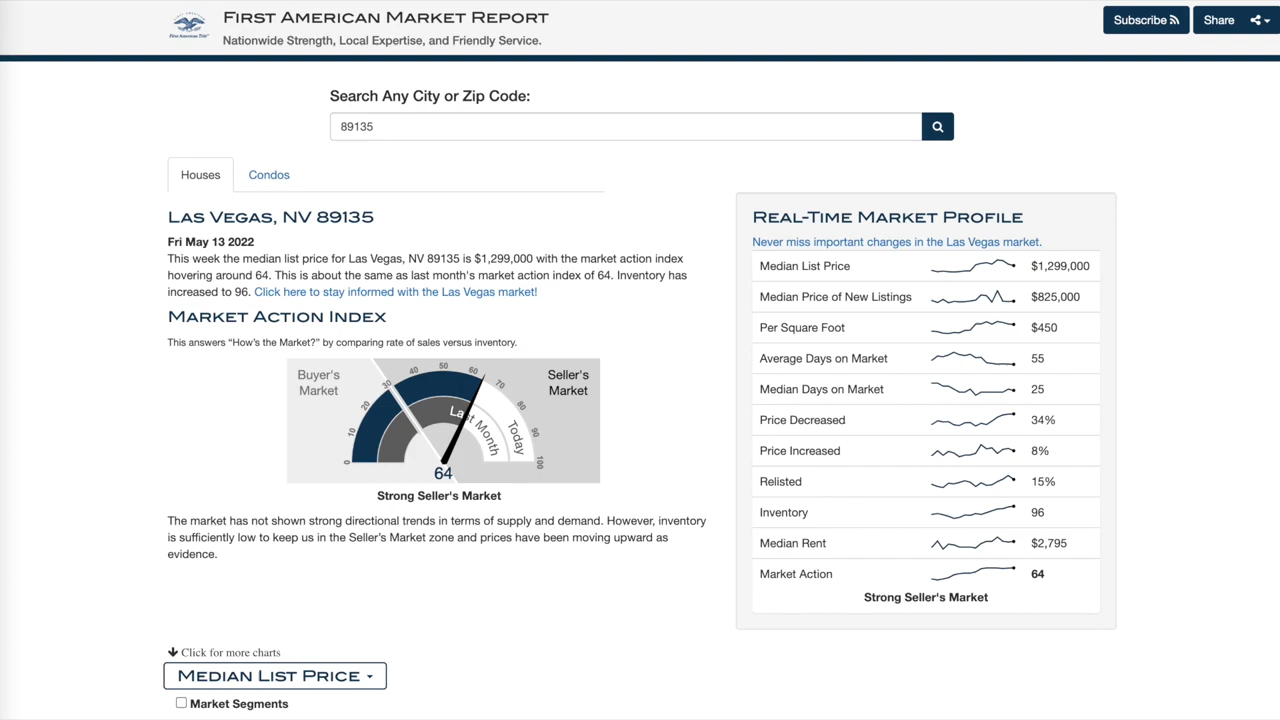 FIRST AMERICAN MARKET REPORT
Nationwide Strength, Local Expertise, and Friendly Service.
First American Title™
Subscribe
Share
Search Any City or Zip Code:
89135
Houses
Condos
LAS VEGAS, NV 89135
Fri May 13 2022
This week the median list price for Las Vegas, NV 89135 is $1,299,000 with the market action index
hovering around 64. This is about the same as last month's market action index of 64. Inventory has
increased to 96. Click here to stay informed with the Las Vegas market!
MARKET ACTION INDEX
This answers “How's the Market?” by comparing rate of sales versus inventory.
Buyer's
Market
Seller's
Market
0
10
20
30
40
50
60
70
80
90
100
Last Month
Today
64
Strong Seller's Market
The market has not shown strong directional trends in terms of supply and demand. However, inventory
is sufficiently low to keep us in the Seller's Market zone and prices have been moving upward as
evidence.
REAL-TIME MARKET PROFILE
Never miss important changes in the Las Vegas market.
Median List Price $1,299,000
Median Price of New Listings $825,000
Per Square Foot $450
Average Days on Market 55
Median Days on Market 25
Price Decreased 34%
Price Increased 8%
Relisted 15%
Inventory 96
Median Rent $2,795
Market Action 64
Strong Seller's Market
Click for more charts
MEDIAN LIST PRICE
Market Segments